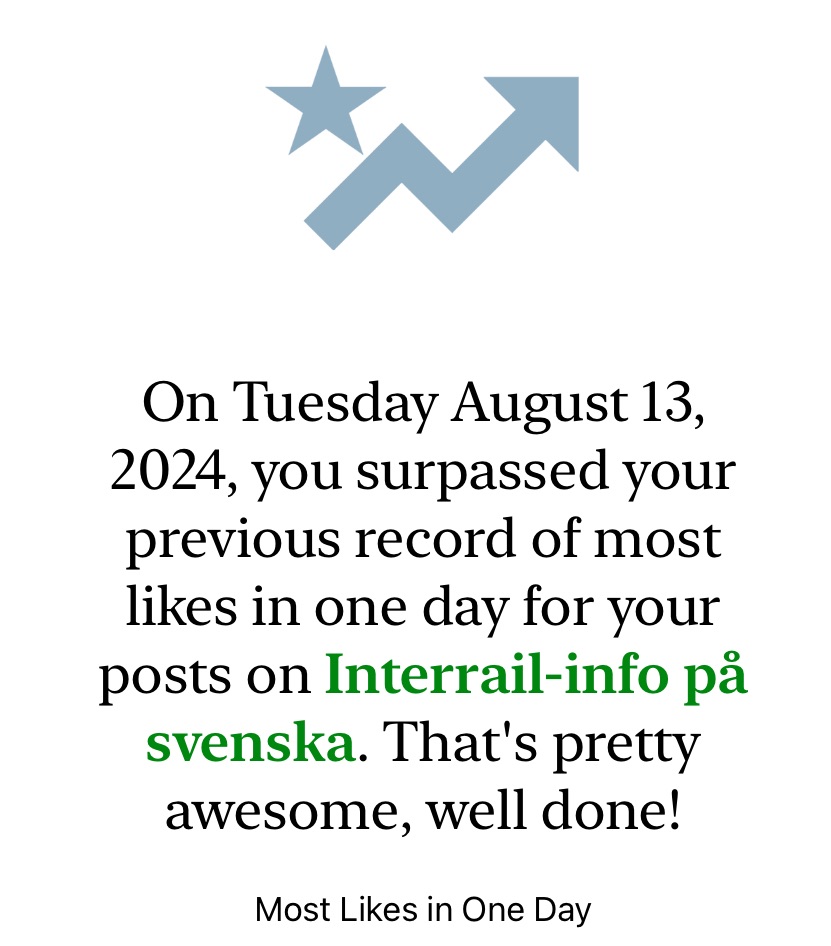 On Tuesday August 13,
2024, you surpassed your
previous record of most
likes in one day for your
posts on Interrail-info på
svenska. That's pretty
awesome, well done!
Most Likes in One Day